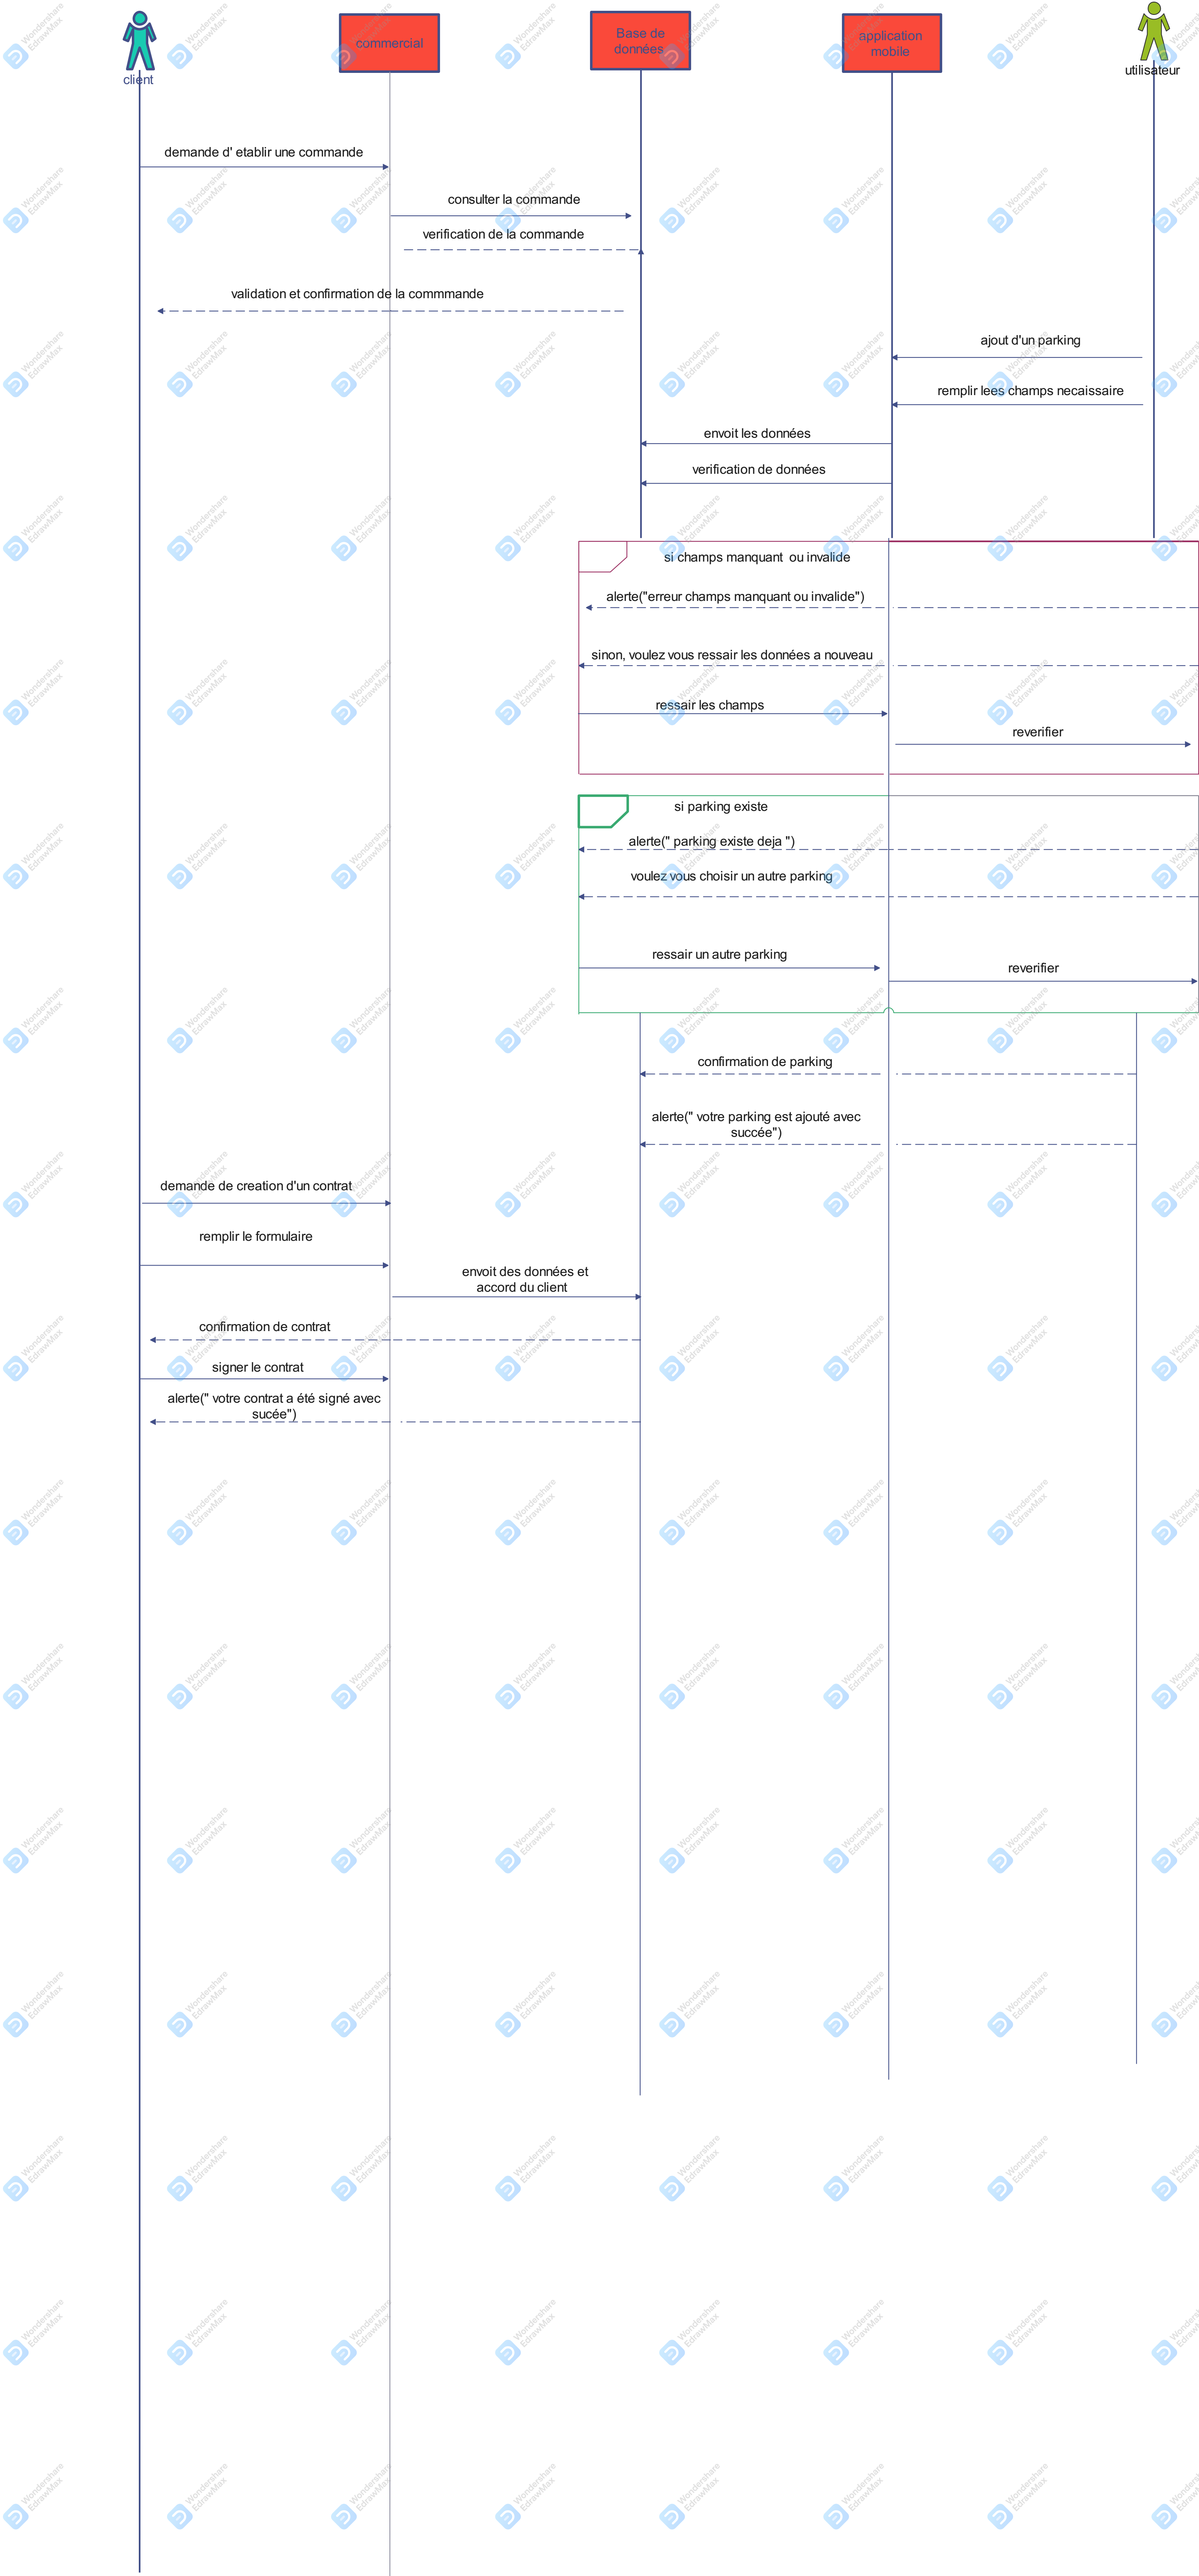 client
commercial
Base de
données
application
mobile
utilisateur
demande d' etablir une commande
consulter la commande
verification de la commande
validation et confirmation de la commmande
ajout d'un parking
remplir lees champs necaissaire
envoit les données
verification de données
si champs manquant ou invalide
alerte("erreur champs manquant ou invalide")
sinon, voulez vous ressair les données a nouveau
ressair les champs
reverifier
si parking existe
alerte(" parking existe deja ")
voulez vous choisir un autre parking
ressair un autre parking
reverifier
confirmation de parking
alerte(" votre parking est ajouté avec
succée")
demande de creation d'un contrat
remplir le formulaire
envoit des données et
accord du client
confirmation de contrat
signer le contrat
alerte(" votre contrat a été signé avec
sucée")
Wondershare
EdrawMax